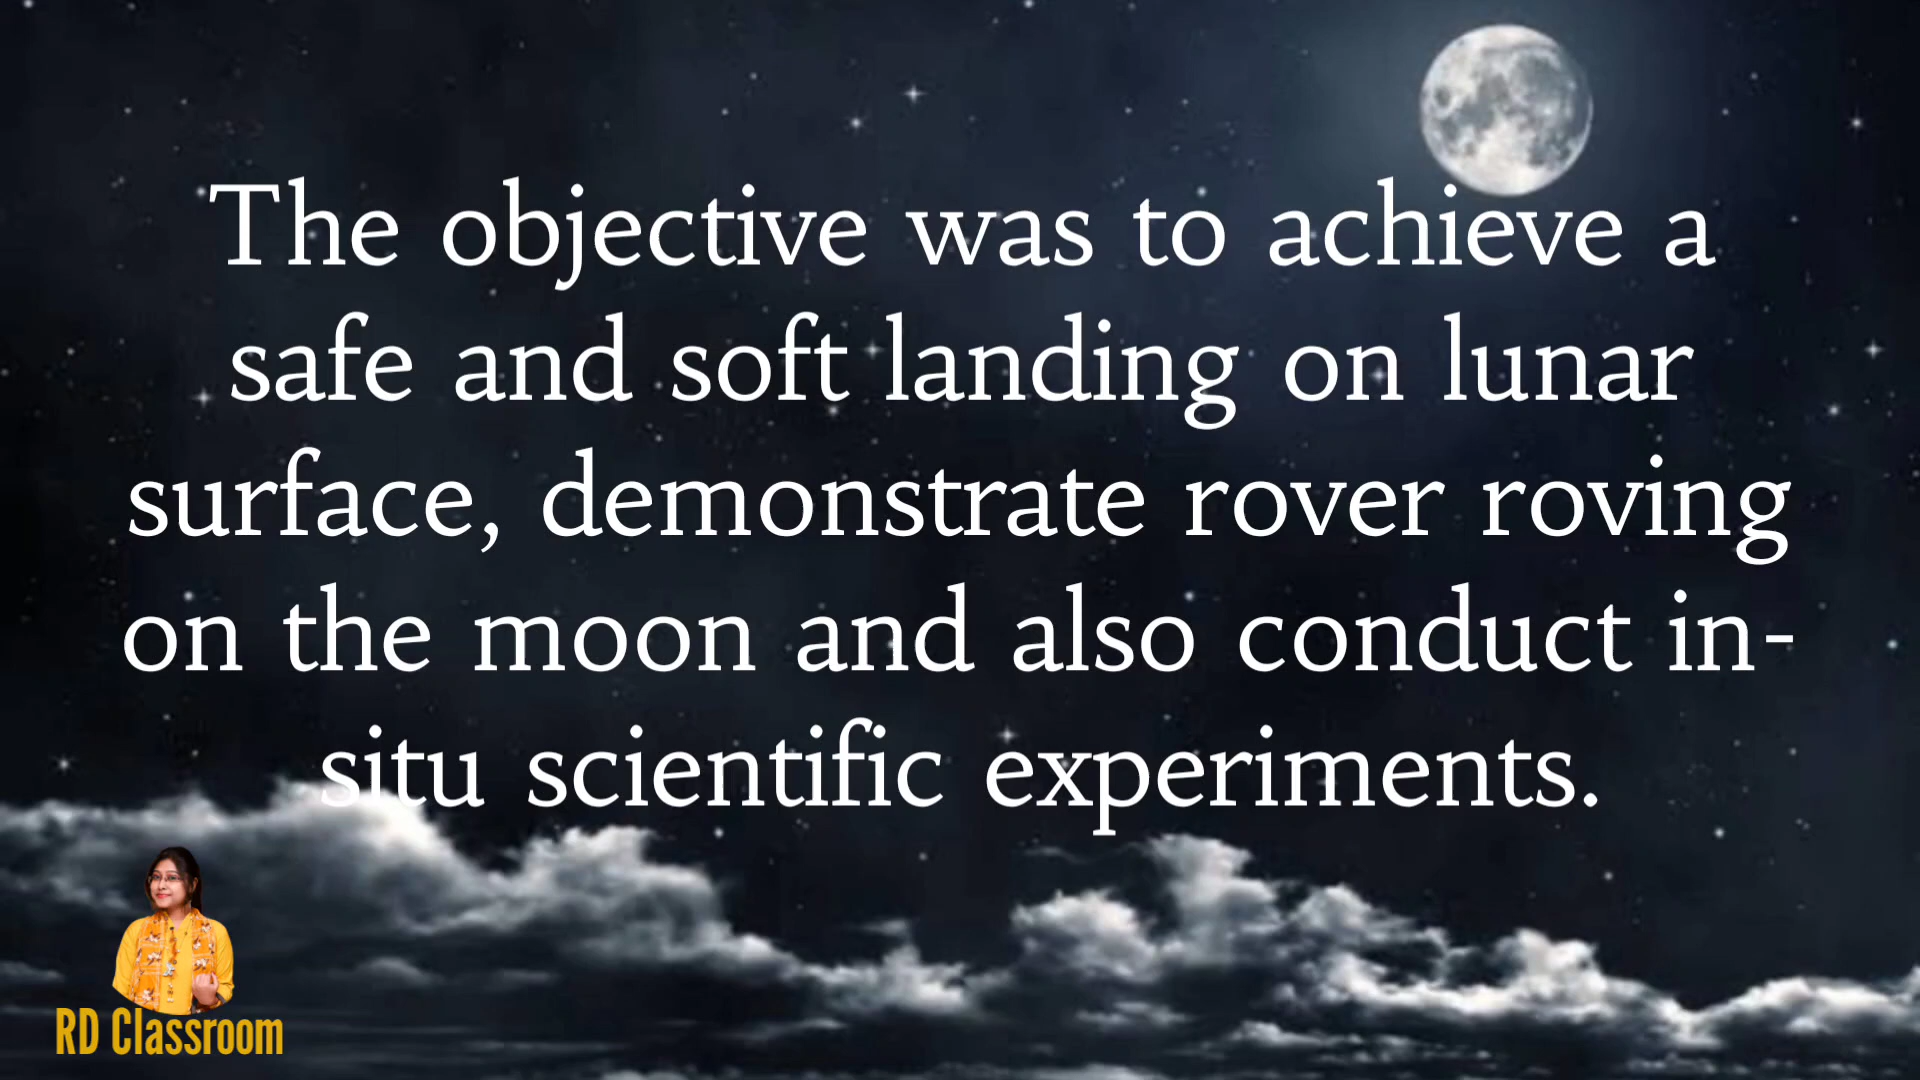 The objective was to achieve a
safe and soft landing on lunar
surface, demonstrate rover roving
on the moon and also conduct in-
situ scientific experiments.
RD Classroom